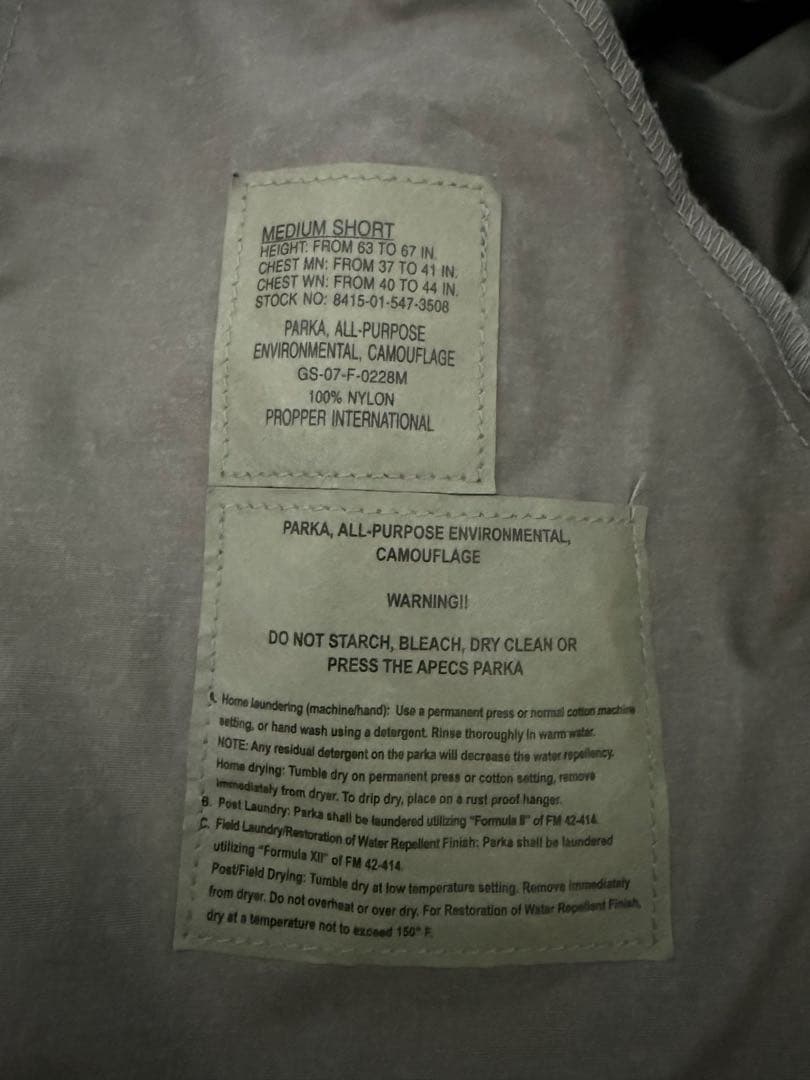 MEDIUM SHORT
HEIGHT: FROM 63 TO 67 IN.
CHEST MN: FROM 37 TO 41 IN.
CHEST WN: FROM 40 TO 44 IN.
STOCK NO: 8415-01-547-3508
PARKA, ALL-PURPOSE
ENVIRONMENTAL, CAMOUFLAGE
GS-07-F-0228M
100% NYLON
PROPPER INTERNATIONAL
PARKA, ALL-PURPOSE ENVIRONMENTAL,
CAMOUFLAGE
WARNING!!
DO NOT STARCH, BLEACH, DRY CLEAN OR
PRESS THE APECS PARKA
Home laundering (machine/hand): Use a permanent press or normal cotton machine
setting, or hand wash using a detergent. Rinse thoroughly in warm water.
NOTE: Any residual detergent on the parka will decrease the water repellency.
Home drying: Tumble dry on permanent press or cotton setting, remove
immediately from dryer. To drip dry, place on a rust proof hanger.
B. Post Laundry: Parka shall be laundered utilizing "Formula II" of FM 42-414.
C. Field Laundry/Restoration of Water Repellent Finish: Parka shall be laundered
utilizing "Formula XII" of FM 42-414.
Post/Field Drying: Tumble dry at low temperature setting. Remove immediately
from dryer. Do not overheat or over dry. For Restoration of Water Repellent Finish,
dry at a temperature not to exceed 150° F.